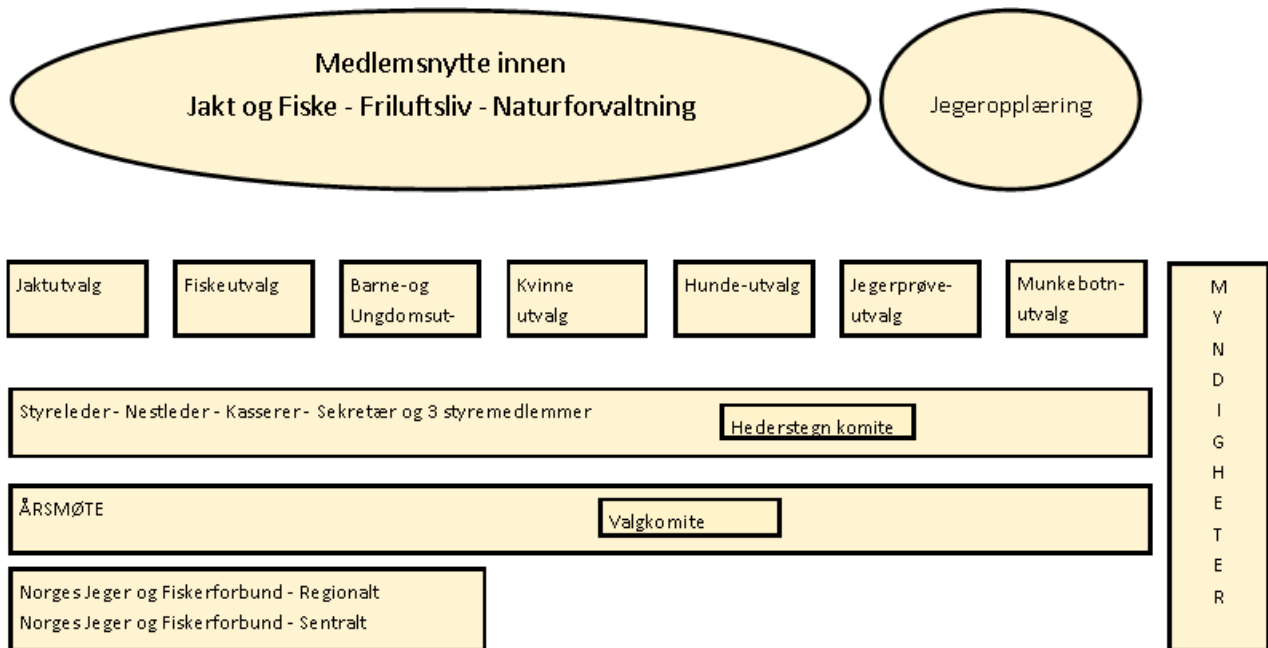 Medlemsnytte innen
Jakt og Fiske - Friluftsliv - Naturforvaltning
Jegeropplæring
Jaktutvalg
Fiskeutvalg
Barne-og
Ungdomsut-
Kvinne
utvalg
Hunde-utvalg
Jegerprøve-
utvalg
Munkebotn-
utvalg
MYNDIGHETER
Styreleder - Nestleder - Kasserer - Sekretær og 3 styremedlemmer
Hederstegn komite
ÅRSMØTE
Valgkomite
Norges Jeger og Fiskerforbund - Regionalt
Norges Jeger og Fiskerforbund - Sentralt